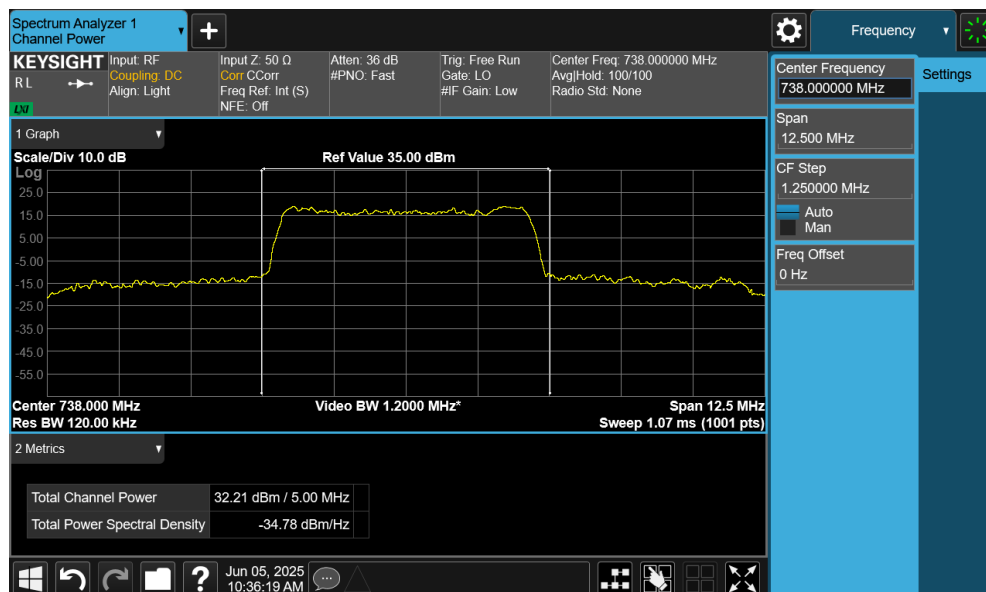 Spectrum Analyzer 1
Channel Power
Frequency
KEYSIGHT
R L
LXI
Input: RF
Coupling: DC
Align: Light
Input Z: 50 Ω
Corr CCorr
Freq Ref: Int (S)
NFE: Off
Atten: 36 dB
#PNO: Fast
Trig: Free Run
Gate: LO
#IF Gain: Low
Center Freq: 738.000000 MHz
Avg|Hold: 100/100
Radio Std: None
Center Frequency
738.000000 MHz
Settings
Span
12.500 MHz
CF Step
1.250000 MHz
Auto
Man
Freq Offset
0 Hz
1 Graph
Scale/Div 10.0 dB
Ref Value 35.00 dBm
Log
25.0
15.0
5.00
-5.00
-15.0
-25.0
-35.0
-45.0
-55.0
Center 738.000 MHz
Video BW 1.2000 MHz*
Span 12.5 MHz
Res BW 120.00 kHz
Sweep 1.07 ms (1001 pts)
2 Metrics
Total Channel Power 32.21 dBm / 5.00 MHz
Total Power Spectral Density -34.78 dBm/Hz
?
Jun 05, 2025
10:36:19 AM